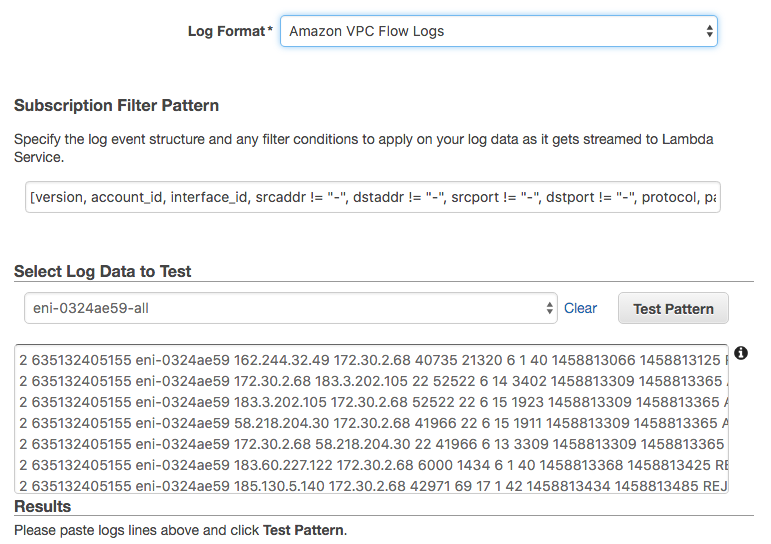 Log Format*
Amazon VPC Flow Logs
Subscription Filter Pattern
Specify the log event structure and any filter conditions to apply on your log data as it gets streamed to Lambda
Service.
[version, account_id, interface_id, srcaddr != "-", dstaddr != "-", srcport != "-", dstport != "-", protocol,
Select Log Data to Test
eni-0324ae59-all
Clear
Test Pattern
2 635132405155 eni-0324ae59 162.244.32.49 172.30.2.68 40735 21320 6 1 40 1458813066 1458813125
2 635132405155 eni-0324ae59 172.30.2.68 183.3.202.105 22 52522 6 14 3402 1458813309 1458813365
2 635132405155 eni-0324ae59 183.3.202.105 172.30.2.68 52522 22 6 15 1923 1458813309 1458813365
2 635132405155 eni-0324ae59 58.218.204.30 172.30.2.68 41966 22 6 15 1911 1458813309 1458813365
2 635132405155 eni-0324ae59 172.30.2.68 58.218.204.30 22 41966 6 13 3309 1458813309 1458813365
2 635132405155 eni-0324ae59 183.60.227.122 172.30.2.68 6000 1434 6 1 40 1458813368 1458813425
2 635132405155 eni-0324ae59 185.130.5.140 172.30.2.68 42971 69 17 1 42 1458813434 1458813485 REJ
Results
Please paste logs lines above and click Test Pattern.